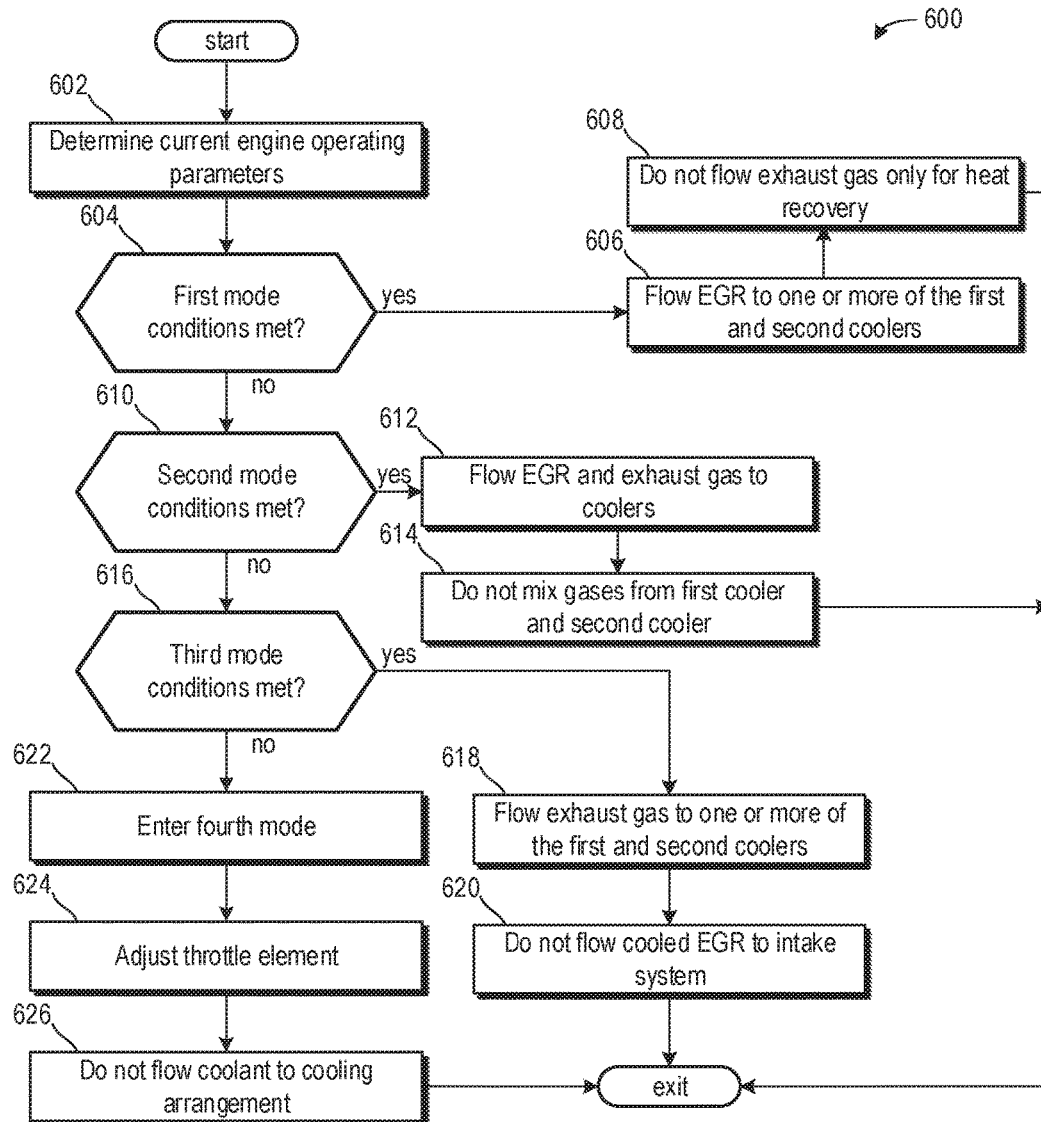 600
start
602
Determine current engine operating
parameters
608
Do not flow exhaust gas only for heat
recovery
604
First mode
conditions met?
yes
606
Flow EGR to one or more of the first
and second coolers
no
610
Second mode
conditions met?
yes
612
Flow EGR and exhaust gas to
coolers
614
Do not mix gases from first cooler
and second cooler
no
616
Third mode
conditions met?
yes
no
618
Flow exhaust gas to one or more of
the first and second coolers
622
Enter fourth mode
620
Do not flow cooled EGR to intake
system
624
Adjust throttle element
626
Do not flow coolant to cooling
arrangement
exit